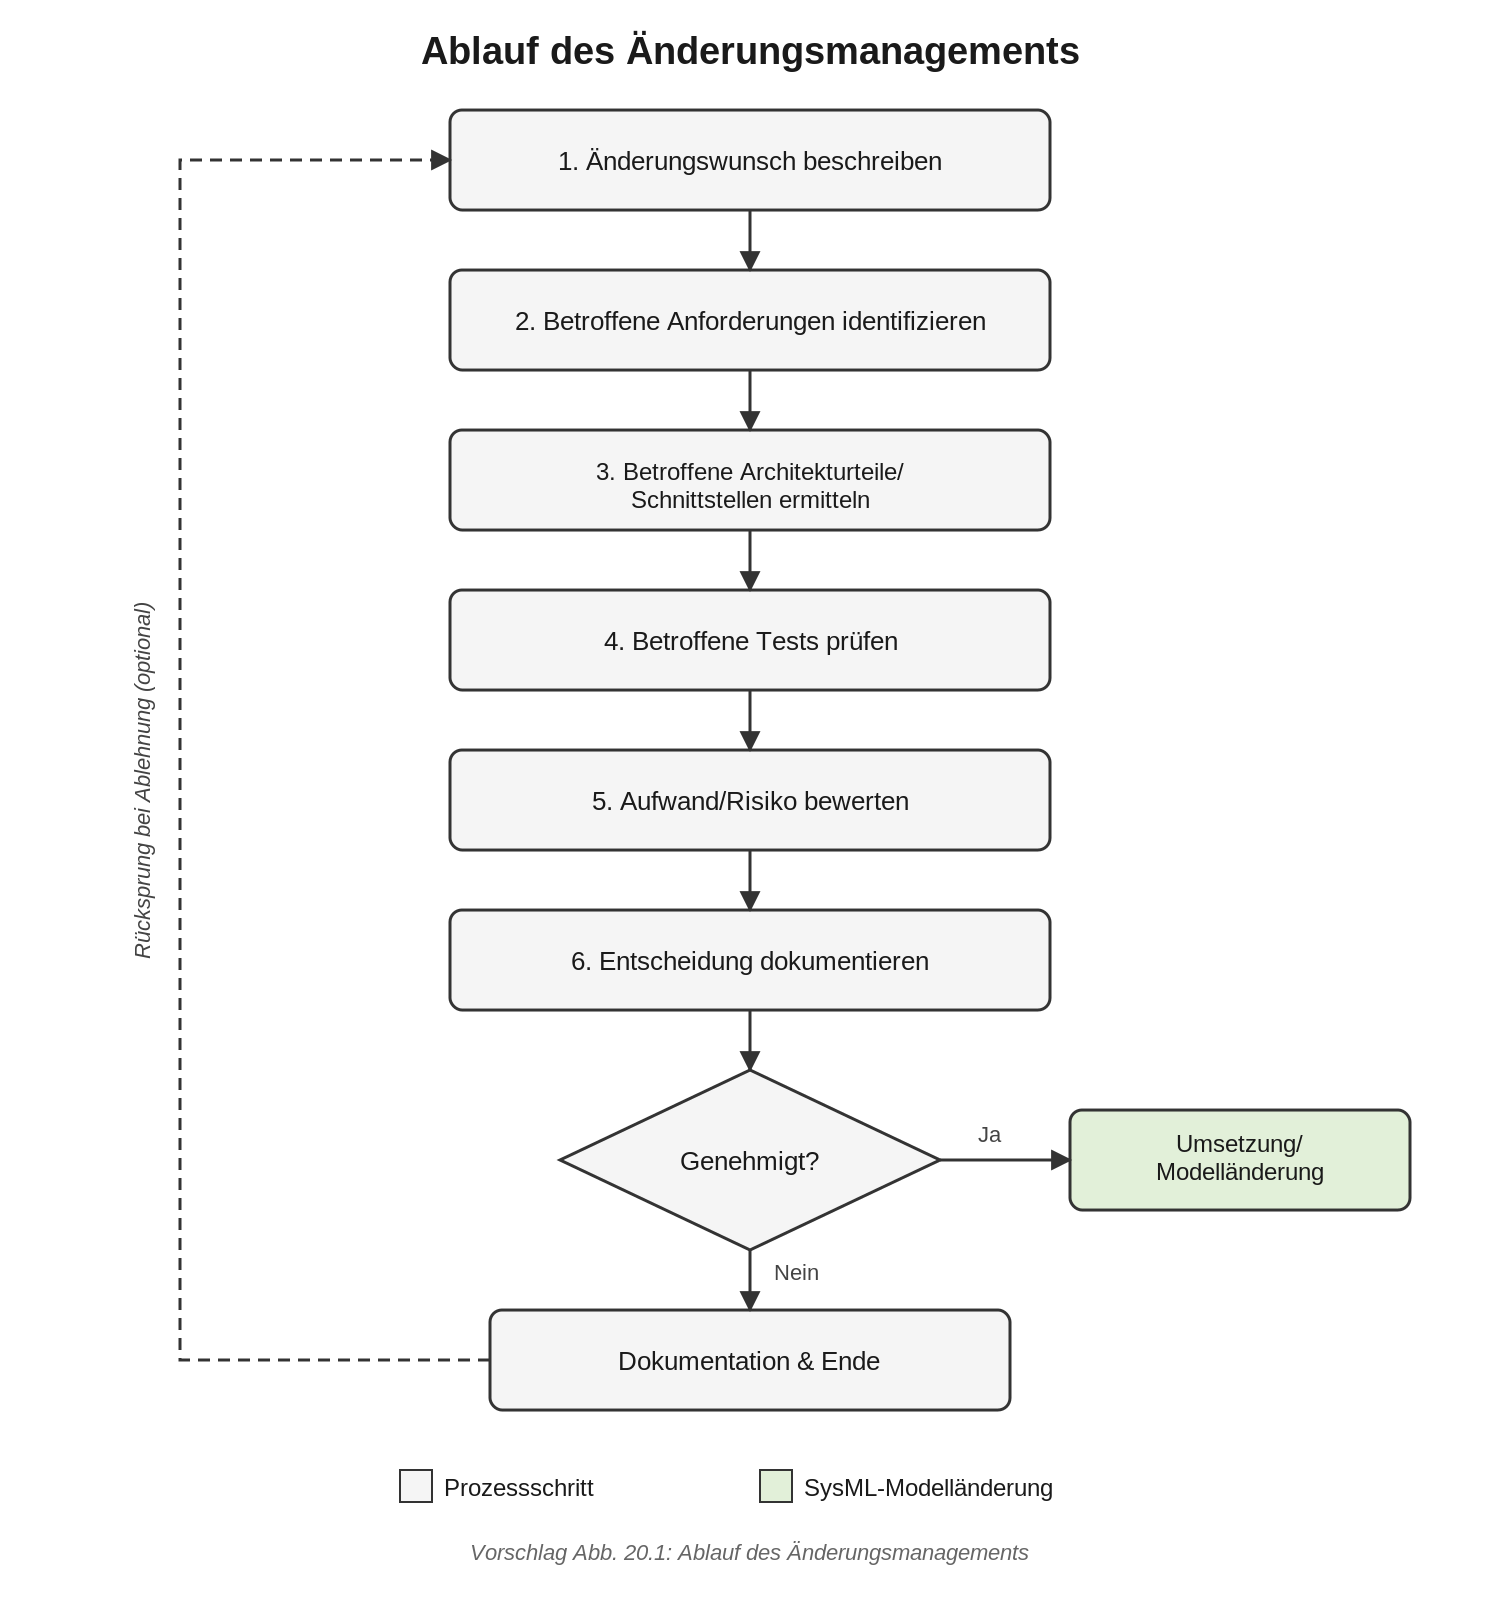 Ablauf des Änderungsmanagements
1. Änderungswunsch beschreiben
2. Betroffene Anforderungen identifizieren
3. Betroffene Architekturteile/
Schnittstellen ermitteln
4. Betroffene Tests prüfen
5. Aufwand/Risiko bewerten
6. Entscheidung dokumentieren
Rücksprung bei Ablehnung (optional)
Genehmigt?
Ja
Umsetzung/
Modelländerung
Nein
Dokumentation & Ende
Prozessschritt
SysML-Modelländerung
Vorschlag Abb. 20.1: Ablauf des Änderungsmanagements